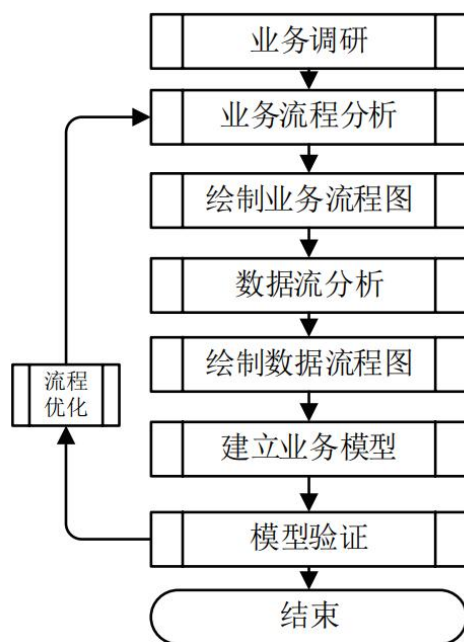 业务调研
业务流程分析
绘制业务流程图
数据流分析
绘制数据流程图
流程
优化
建立业务模型
模型验证
结束